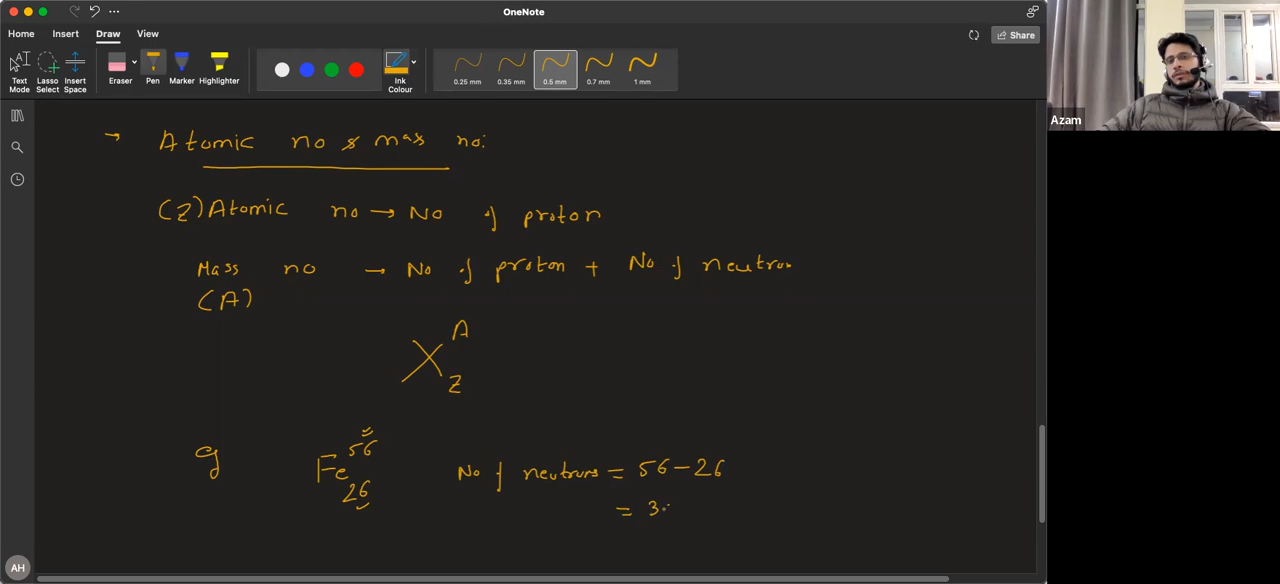 OneNote
Home Insert Draw View
Share
Text Mode
Lasso Select
Insert Space
Eraser
Pen
Marker
Highlighter
Ink Colour
0.25 mm 0.35 mm 0.5 mm 0.7 mm 1 mm
Azam
→ Atomic no & mass no:
(Z) Atomic no → No of proton
Mass no → No of proton + No of neutron
(A)
X A
Z
eg Fe 56
26
No of neutrons = 56 - 26
= 3
AH